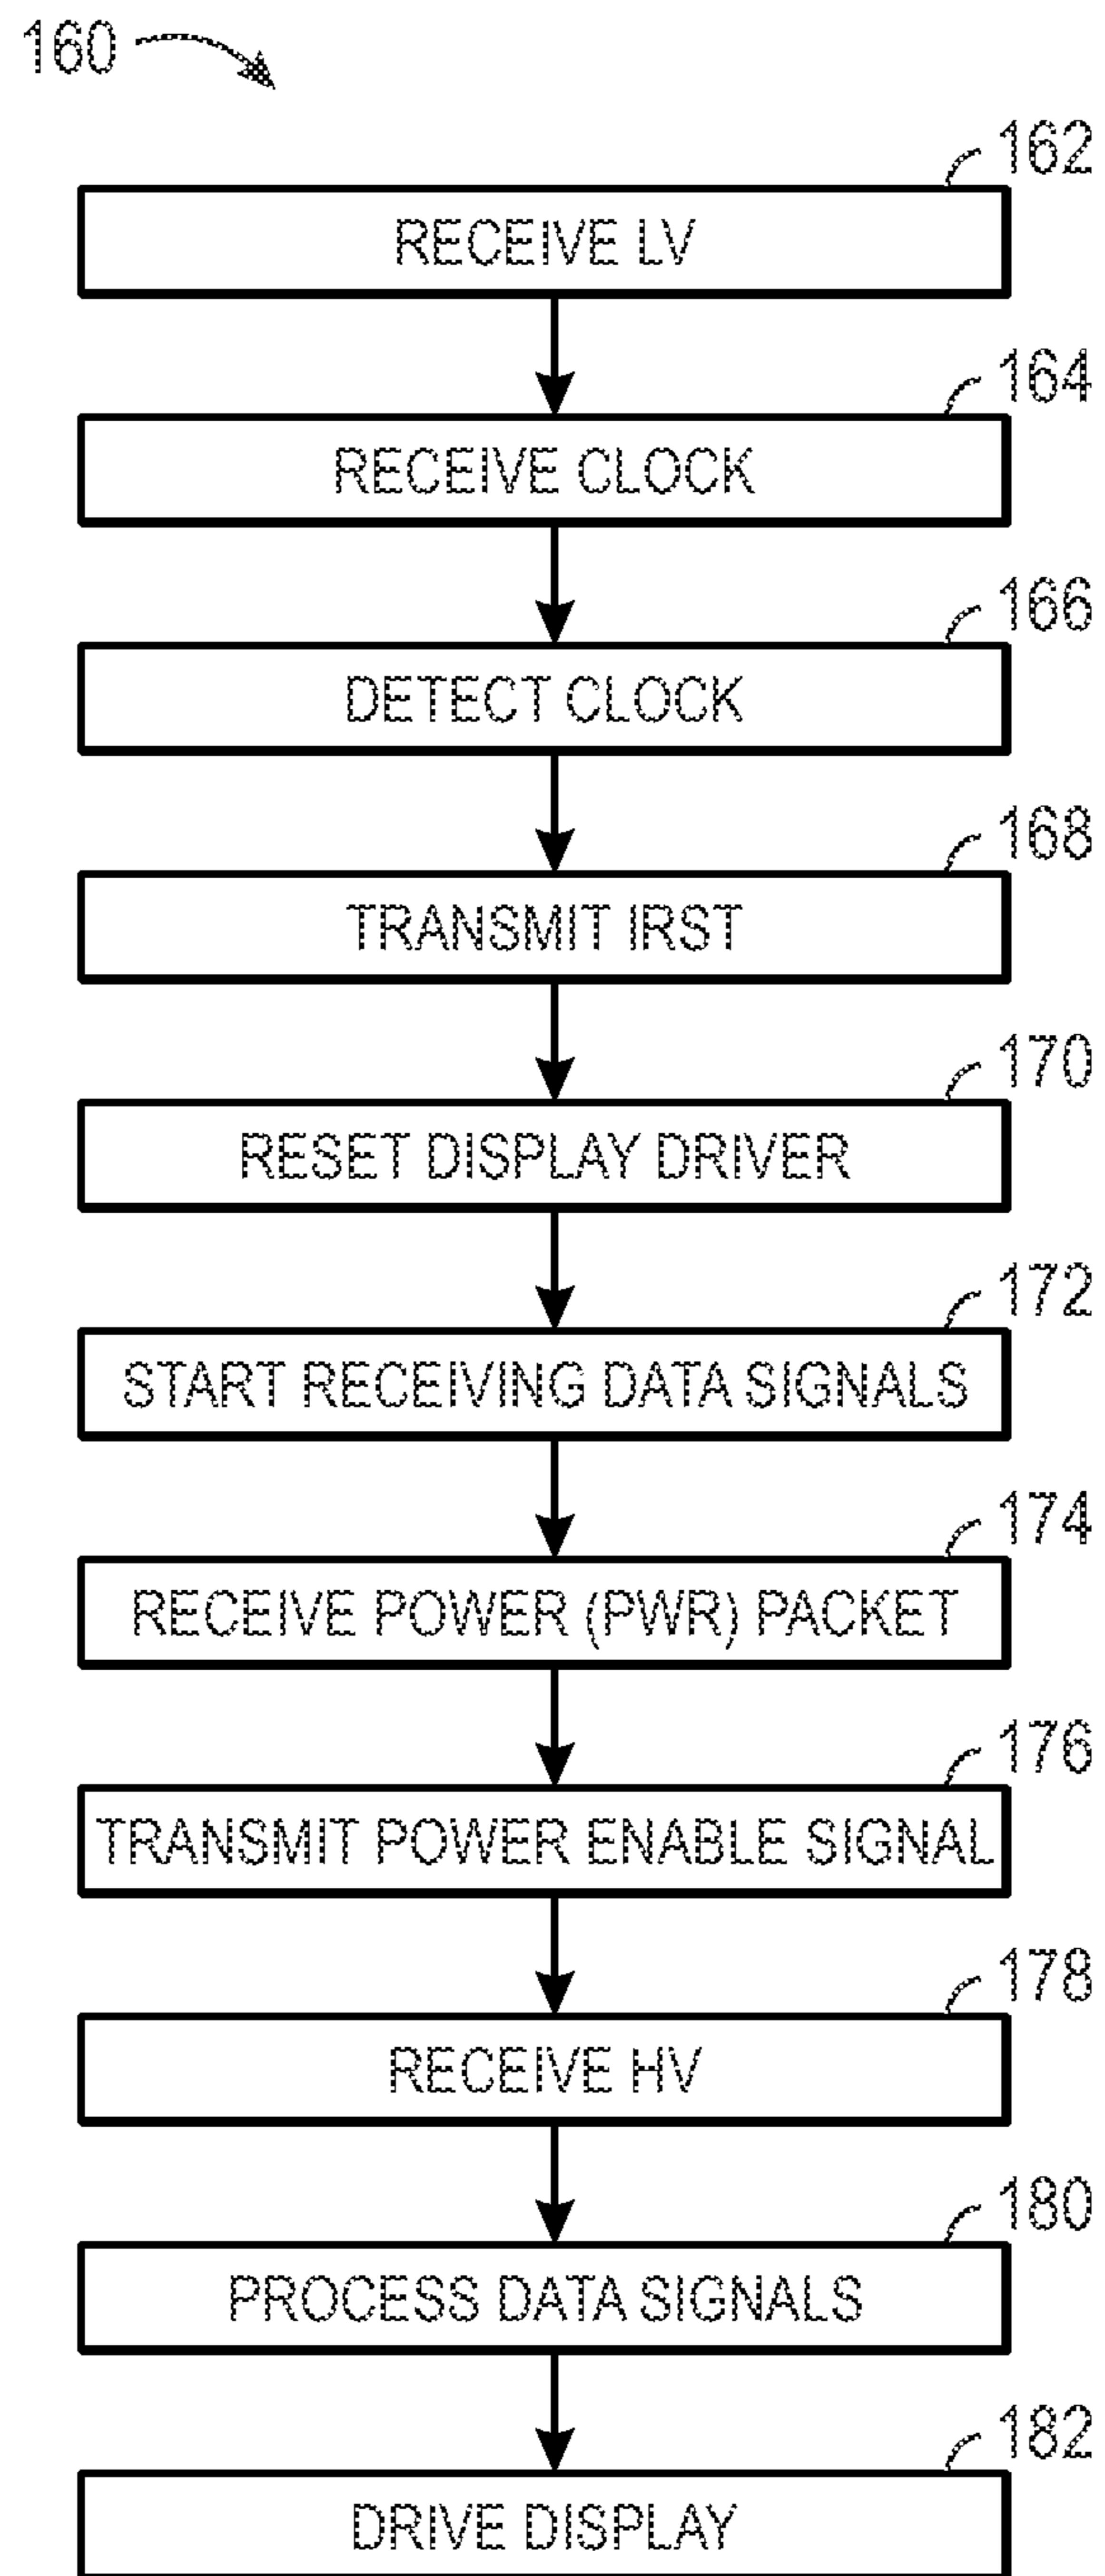 160
162
RECEIVE LV
164
RECEIVE CLOCK
166
DETECT CLOCK
168
TRANSMIT IRST
170
RESET DISPLAY DRIVER
172
START RECEIVING DATA SIGNALS
174
RECEIVE POWER (PWR) PACKET
176
TRANSMIT POWER ENABLE SIGNAL
178
RECEIVE HV
180
PROCESS DATA SIGNALS
182
DRIVE DISPLAY